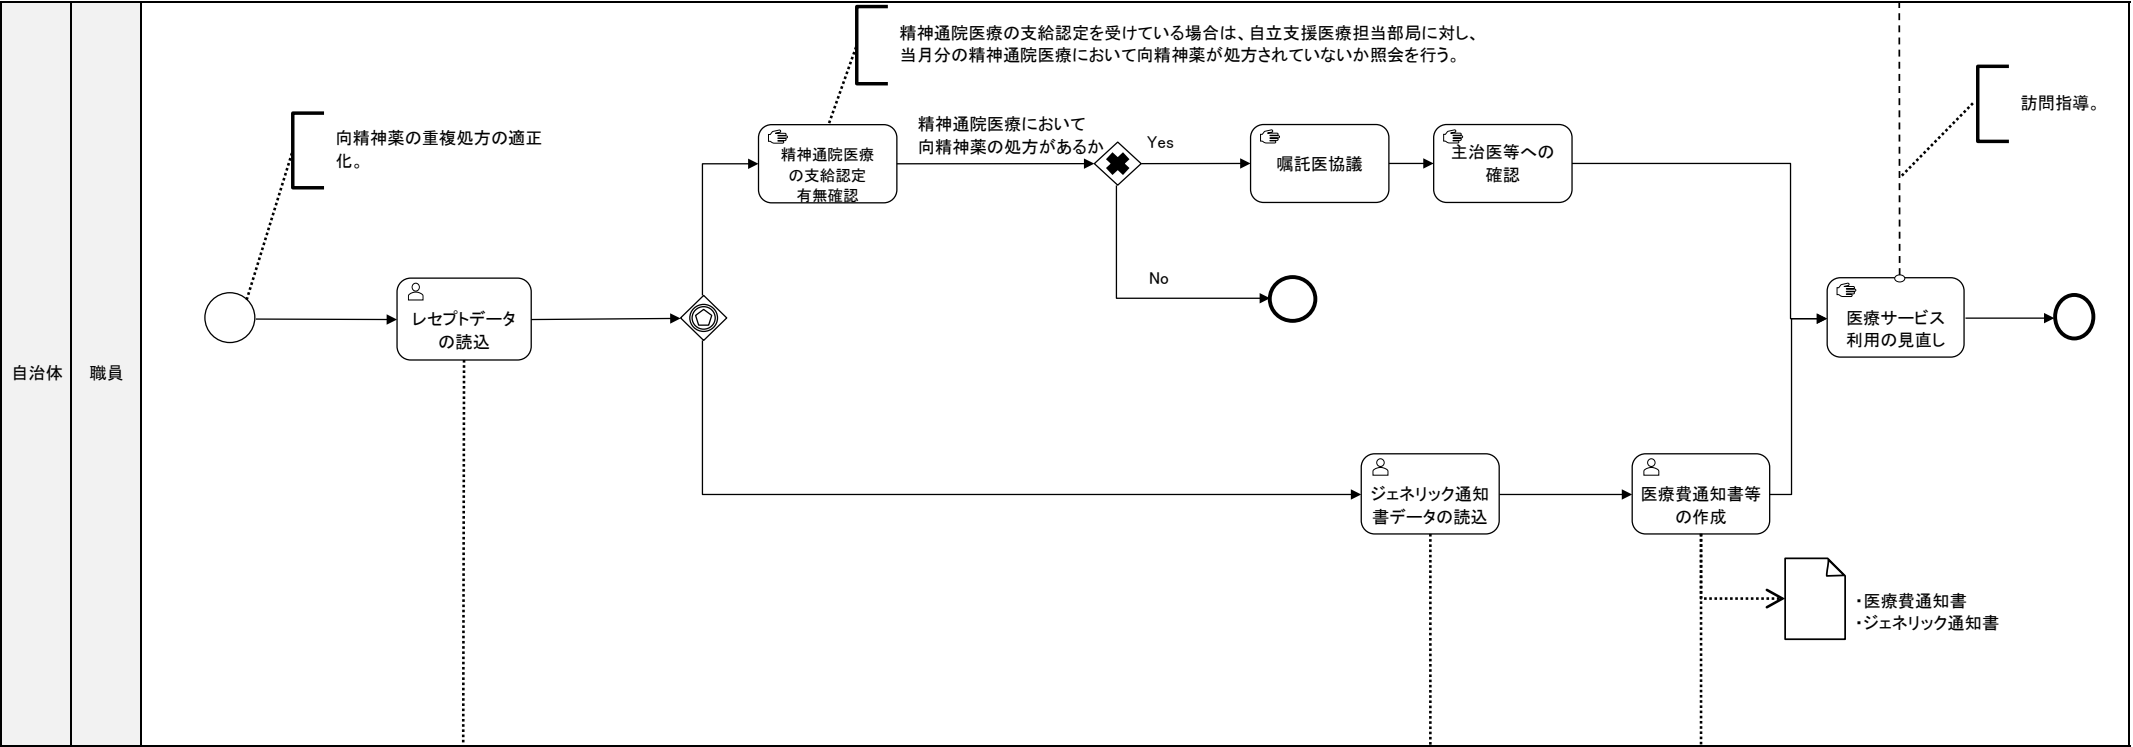 自治体
職員
向精神薬の重複処方の適正
化。
精神通院医療の支給認定を受けている場合は、自立支援医療担当部局に対し、
当月分の精神通院医療において向精神薬が処方されていないか照会を行う。
訪問指導。
精神通院医療
の支給認定
有無確認
精神通院医療において
向精神薬の処方があるか
Yes
嘱託医協議
主治医等への
確認
No
レセプトデータ
の読込
医療サービス
利用の見直し
ジェネリック通知
書データの読込
医療費通知書等
の作成
・医療費通知書
・ジェネリック通知書